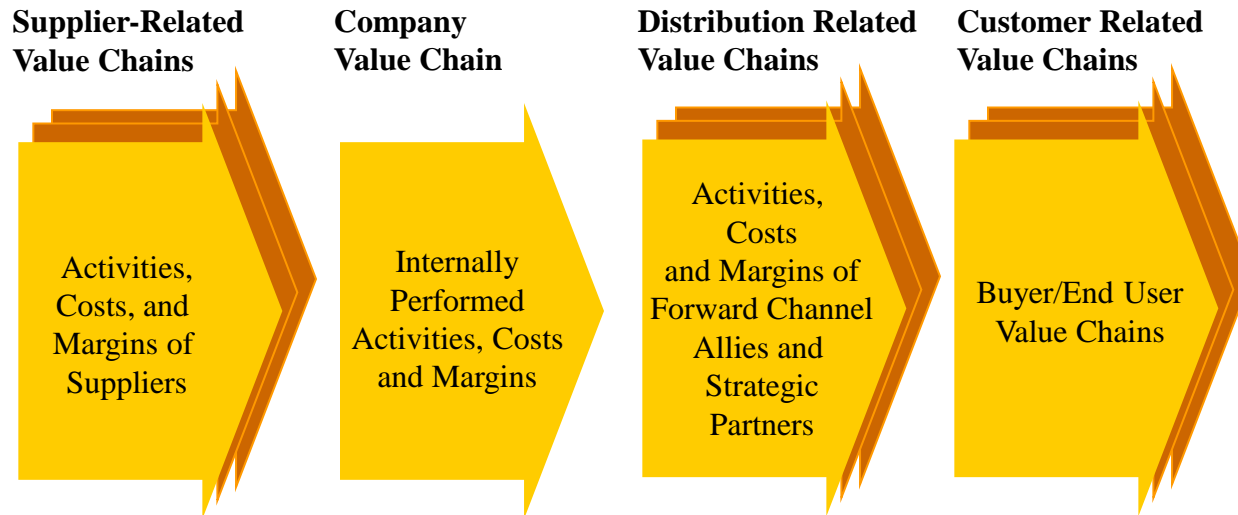 Supplier-Related
Value Chains
Company
Value Chain
Distribution Related
Value Chains
Customer Related
Value Chains
Activities,
Costs, and
Margins of
Suppliers
Internally
Performed
Activities, Costs
and Margins
Activities,
Costs
and Margins of
Forward Channel
Allies and
Strategic
Partners
Buyer/End User
Value Chains